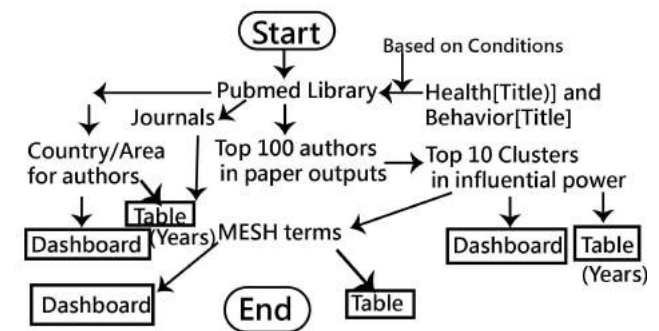 Start
Based on Conditions
Pubmed Library
Health[Title)] and
Behavior[Title]
Journals
Country/Area
for authors
Top 100 authors
in paper outputs
Top 10 Clusters
in influential power
Table
(Years)
Dashboard
MESH terms
Dashboard
Table
(Years)
Dashboard
End
Table